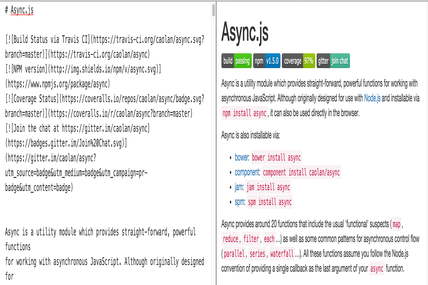 # Async.js
[![Build Status via Travis CI](https://travis-ci.org/caolan/async.svg?
branch=master)](https://travis-ci.org/caolan/async)
[![NPM version](http://img.shields.io/npm/v/async.svg)]
(https://www.npmjs.org/package/async)
[![Coverage Status](https://coveralls.io/repos/caolan/async/badge.svg?
branch=master)](https://coveralls.io/r/caolan/async?branch=master)
[![Join the chat at https://gitter.im/caolan/async]
(https://badges.gitter.im/Join%20Chat.svg)]
(https://gitter.im/caolan/async?
utm_source=badge&utm_medium=badge&utm_campaign=pr-
badge&utm_content=badge)
Async is a utility module which provides straight-forward, powerful
functions
for working with asynchronous JavaScript. Although originally designed
for
Async.js
build passing npm v1.5.0 coverage 97% gitter join chat
Async is a utility module which provides straight-forward, powerful functions for working with
asynchronous JavaScript. Although originally designed for use with Node.js and installable via
npm install async, it can also be used directly in the browser.
Async is also installable via:
• bower: bower install async
• component: component install caolan/async
• jam: jam install async
• spm: spm install async
Async provides around 20 functions that include the usual 'functional' suspects (map,
reduce, filter, each…) as well as some common patterns for asynchronous control flow
(parallel, series, waterfall…). All these functions assume you follow the Node.js
convention of providing a single callback as the last argument of your async function.